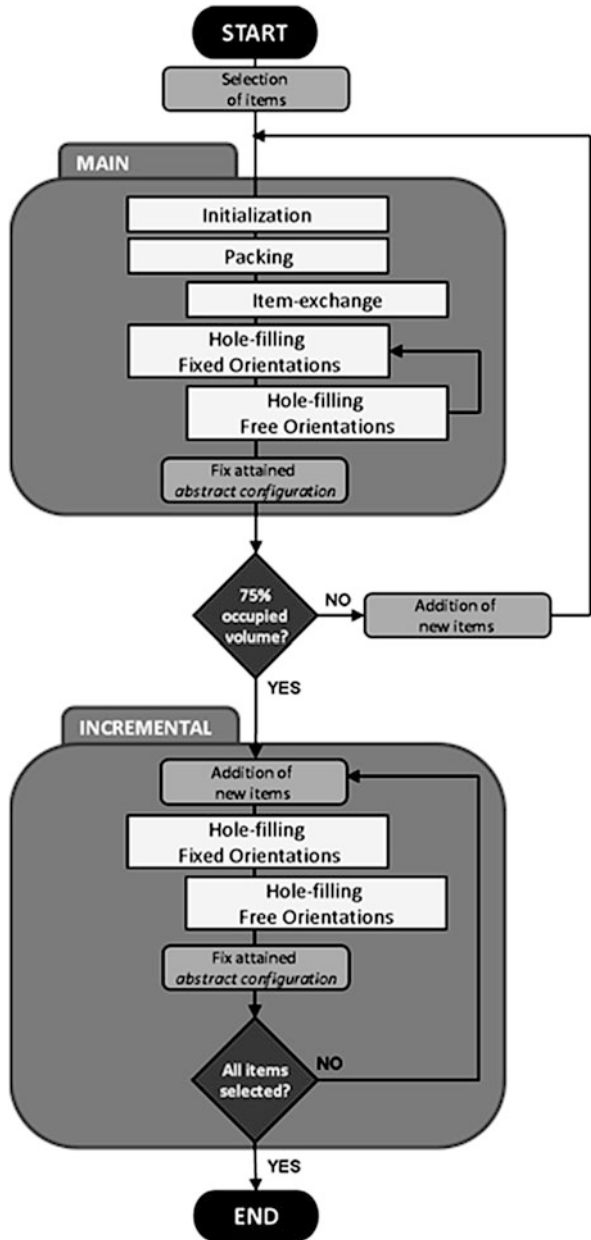 START
Selection
of items
MAIN
Initialization
Packing
Item-exchange
Hole-filling
Fixed Orientations
Hole-filling
Free Orientations
Fix attained
abstract configuration
75%
occupied
volume?
NO
Addition of
new items
YES
INCREMENTAL
Addition of
new items
Hole-filling
Fixed Orientations
Hole-filling
Free Orientations
Fix attained
abstract configuration
All items
selected?
NO
YES
END